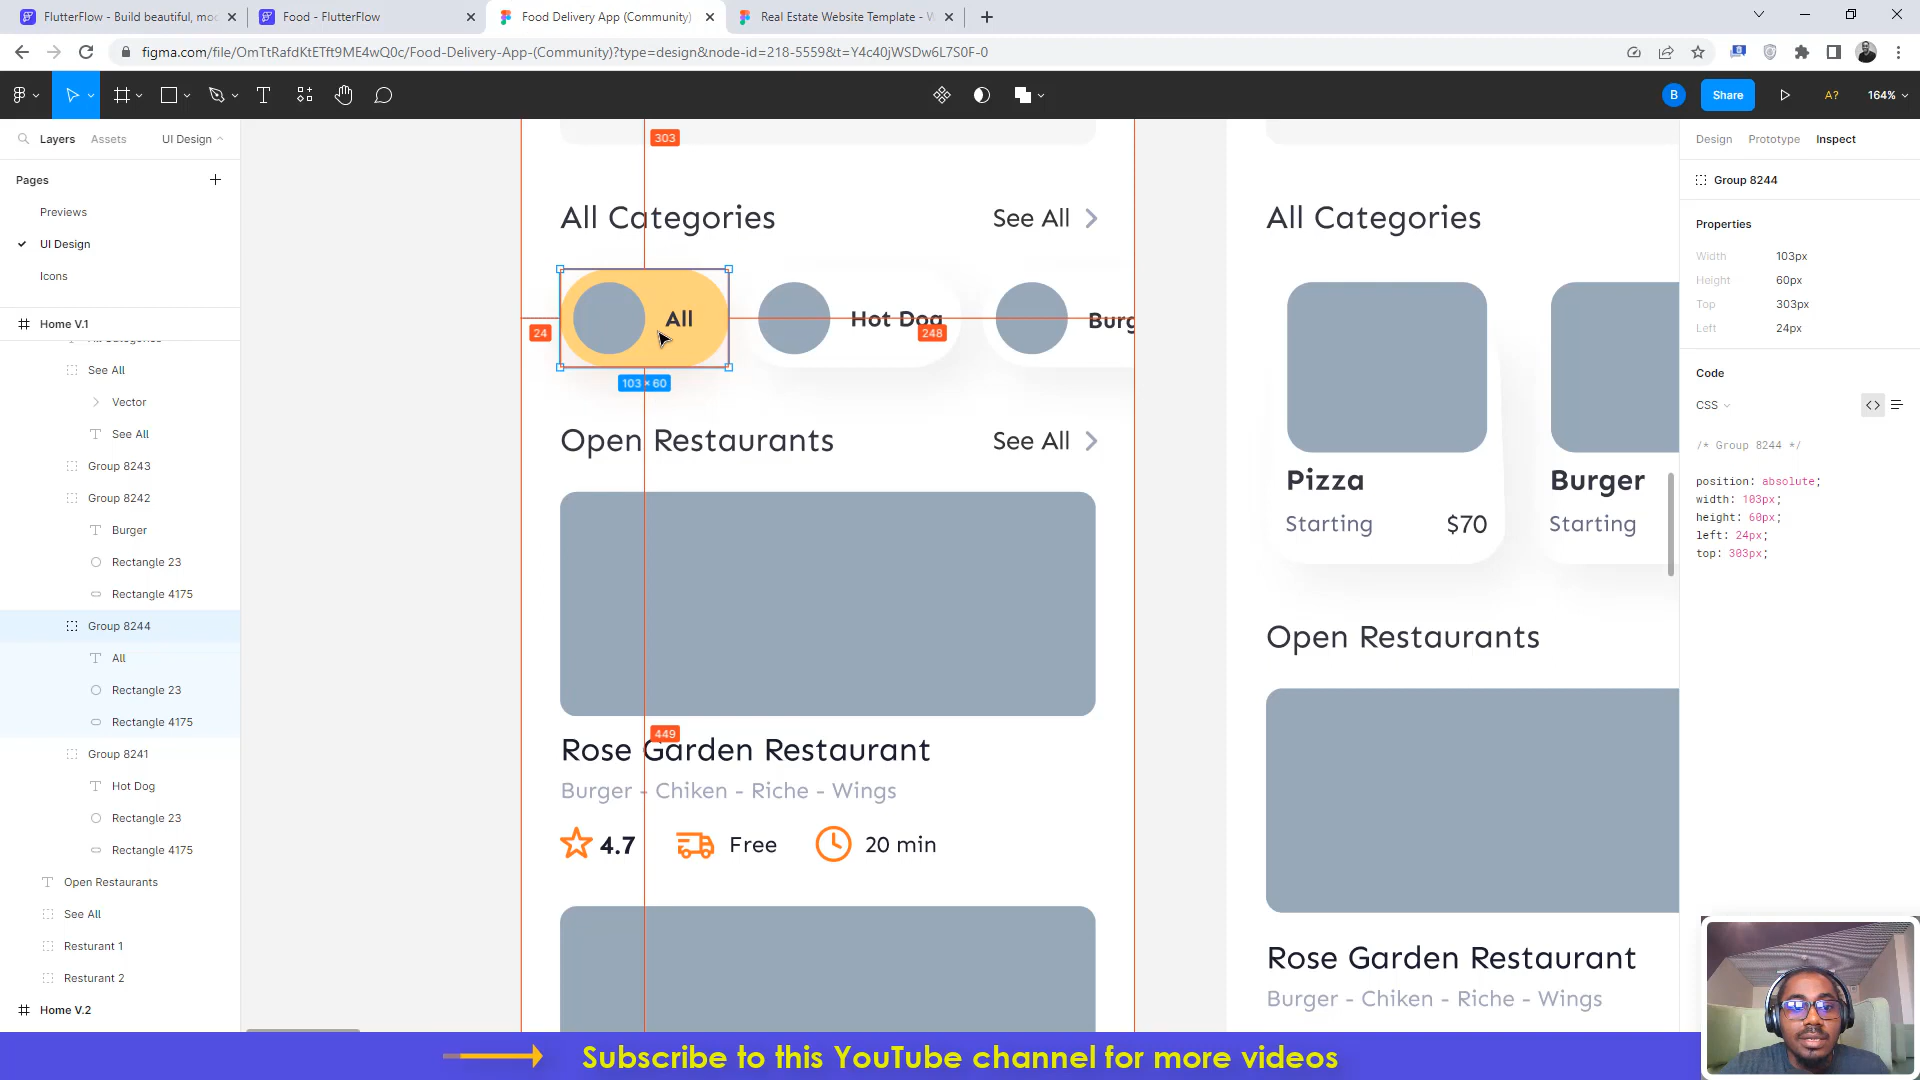 FlutterFlow - Build beautiful, mo
Food - FlutterFlow
Food Delivery App (Community)
Real Estate Website Template - W
figma.com/file/OmTtRafdKtETft9ME4wQ0c/Food-Delivery-App-(Community)?type=design&node-id=218-5559&t=Y4c40jWSDw6L7S0F-0
B
Share
A?
164%
Layers
Assets
UI Design
Pages
Previews
UI Design
Icons
Home V.1
All Categories
See All
Vector
See All
Group 8243
Group 8242
Burger
Rectangle 23
Rectangle 4175
Group 8244
All
Rectangle 23
Rectangle 4175
Group 8241
Hot Dog
Rectangle 23
Rectangle 4175
Open Restaurants
See All
Resturant 1
Resturant 2
Home V.2
303
All Categories
See All
24
All
Hot Dog
248
Burg
103 × 60
Open Restaurants
See All
449
Rose Garden Restaurant
Burger - Chiken - Riche - Wings
4.7
Free
20 min
All Categories
Pizza
Starting
$70
Burger
Starting
Open Restaurants
Rose Garden Restaurant
Burger - Chiken - Riche - Wings
Design
Prototype
Inspect
Group 8244
Properties
Width 103px
Height 60px
Top 303px
Left 24px
Code
CSS
/* Group 8244 */
position: absolute;
width: 103px;
height: 60px;
left: 24px;
top: 303px;
Subscribe to this YouTube channel for more videos